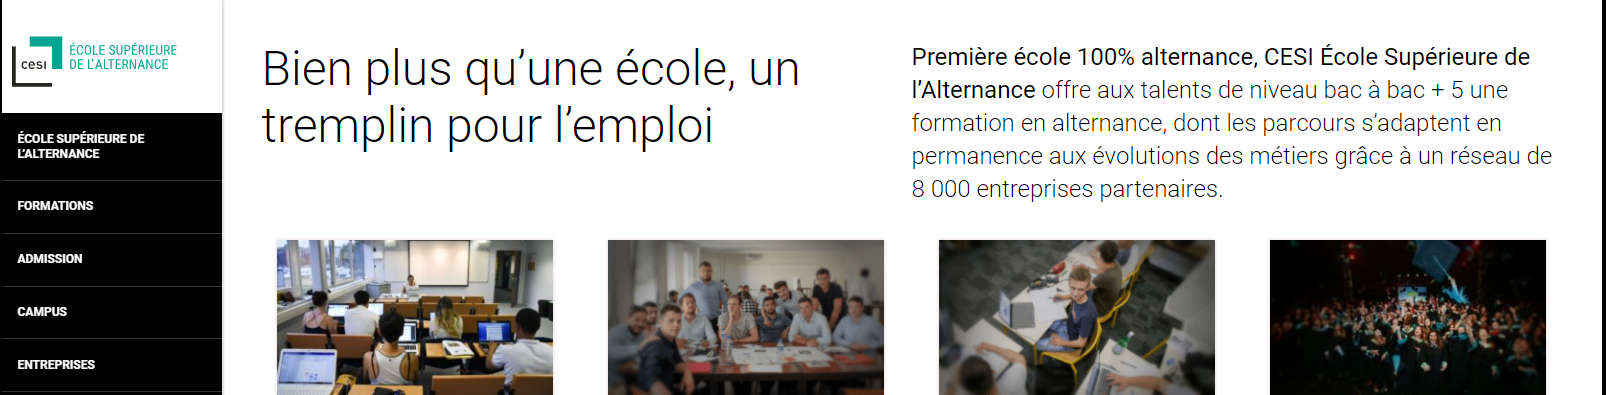 cesi
ÉCOLE SUPÉRIEURE
DE L'ALTERNANCE
ÉCOLE SUPÉRIEURE DE
L'ALTERNANCE
FORMATIONS
ADMISSION
CAMPUS
ENTREPRISES
Bien plus qu’une école, un
tremplin pour l’emploi
Première école 100% alternance, CESI École Supérieure de
l’Alternance offre aux talents de niveau bac à bac + 5 une
formation en alternance, dont les parcours s’adaptent en
permanence aux évolutions des métiers grâce à un réseau de
8 000 entreprises partenaires.